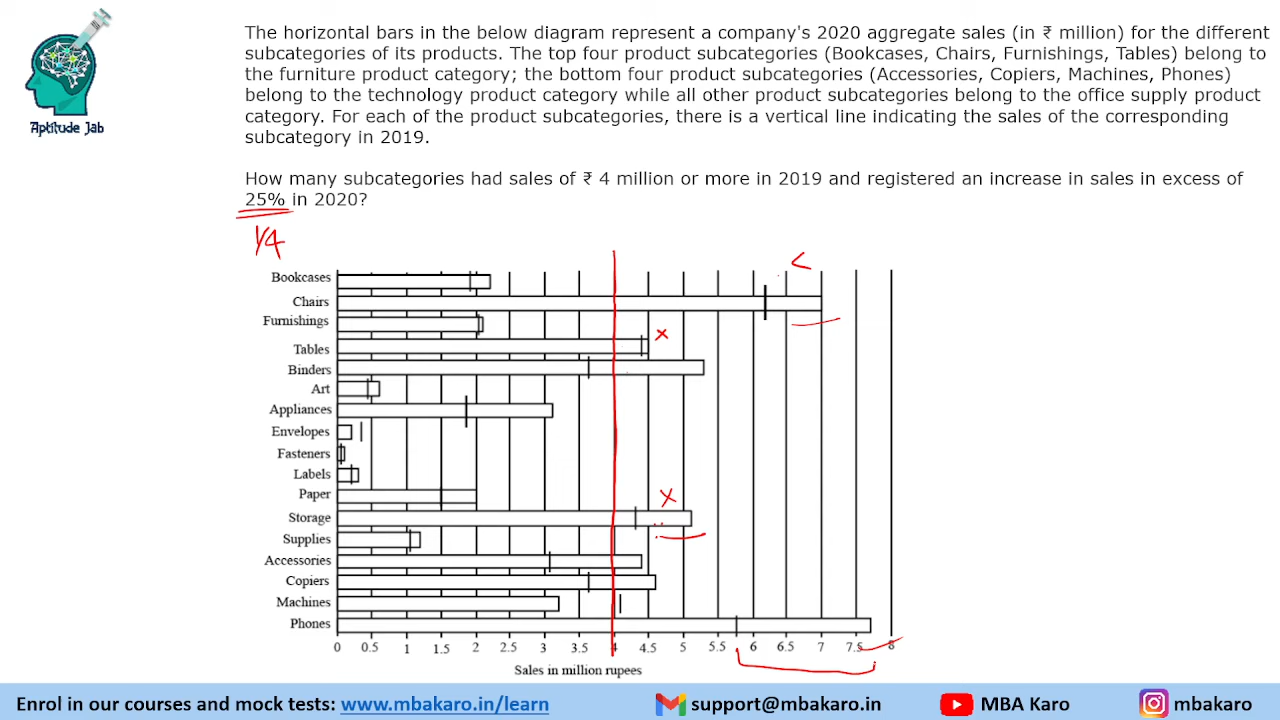 The horizontal bars in the below diagram represent a company's 2020 aggregate sales (in ₹ million) for the different
subcategories of its products. The top four product subcategories (Bookcases, Chairs, Furnishings, Tables) belong to
the furniture product category; the bottom four product subcategories (Accessories, Copiers, Machines, Phones)
belong to the technology product category while all other product subcategories belong to the office supply product
category. For each of the product subcategories, there is a vertical line indicating the sales of the corresponding
subcategory in 2019.
Aptitude Jab
How many subcategories had sales of ₹ 4 million or more in 2019 and registered an increase in sales in excess of
25% in 2020?
1/4
<
Bookcases
Chairs
Furnishings
x
Tables
Binders
Art
Appliances
Envelopes
Fasteners
Labels
Paper
x
Storage
Supplies
Accessories
Copiers
Machines
Phones
0 0.5 1 1.5 2 2.5 3 3.5 4 4.5 5 5.5 6 6.5 7 7.5 8
Sales in million rupees
Enrol in our courses and mock tests: www.mbakaro.in/learn support@mbakaro.in MBA Karo mbakaro